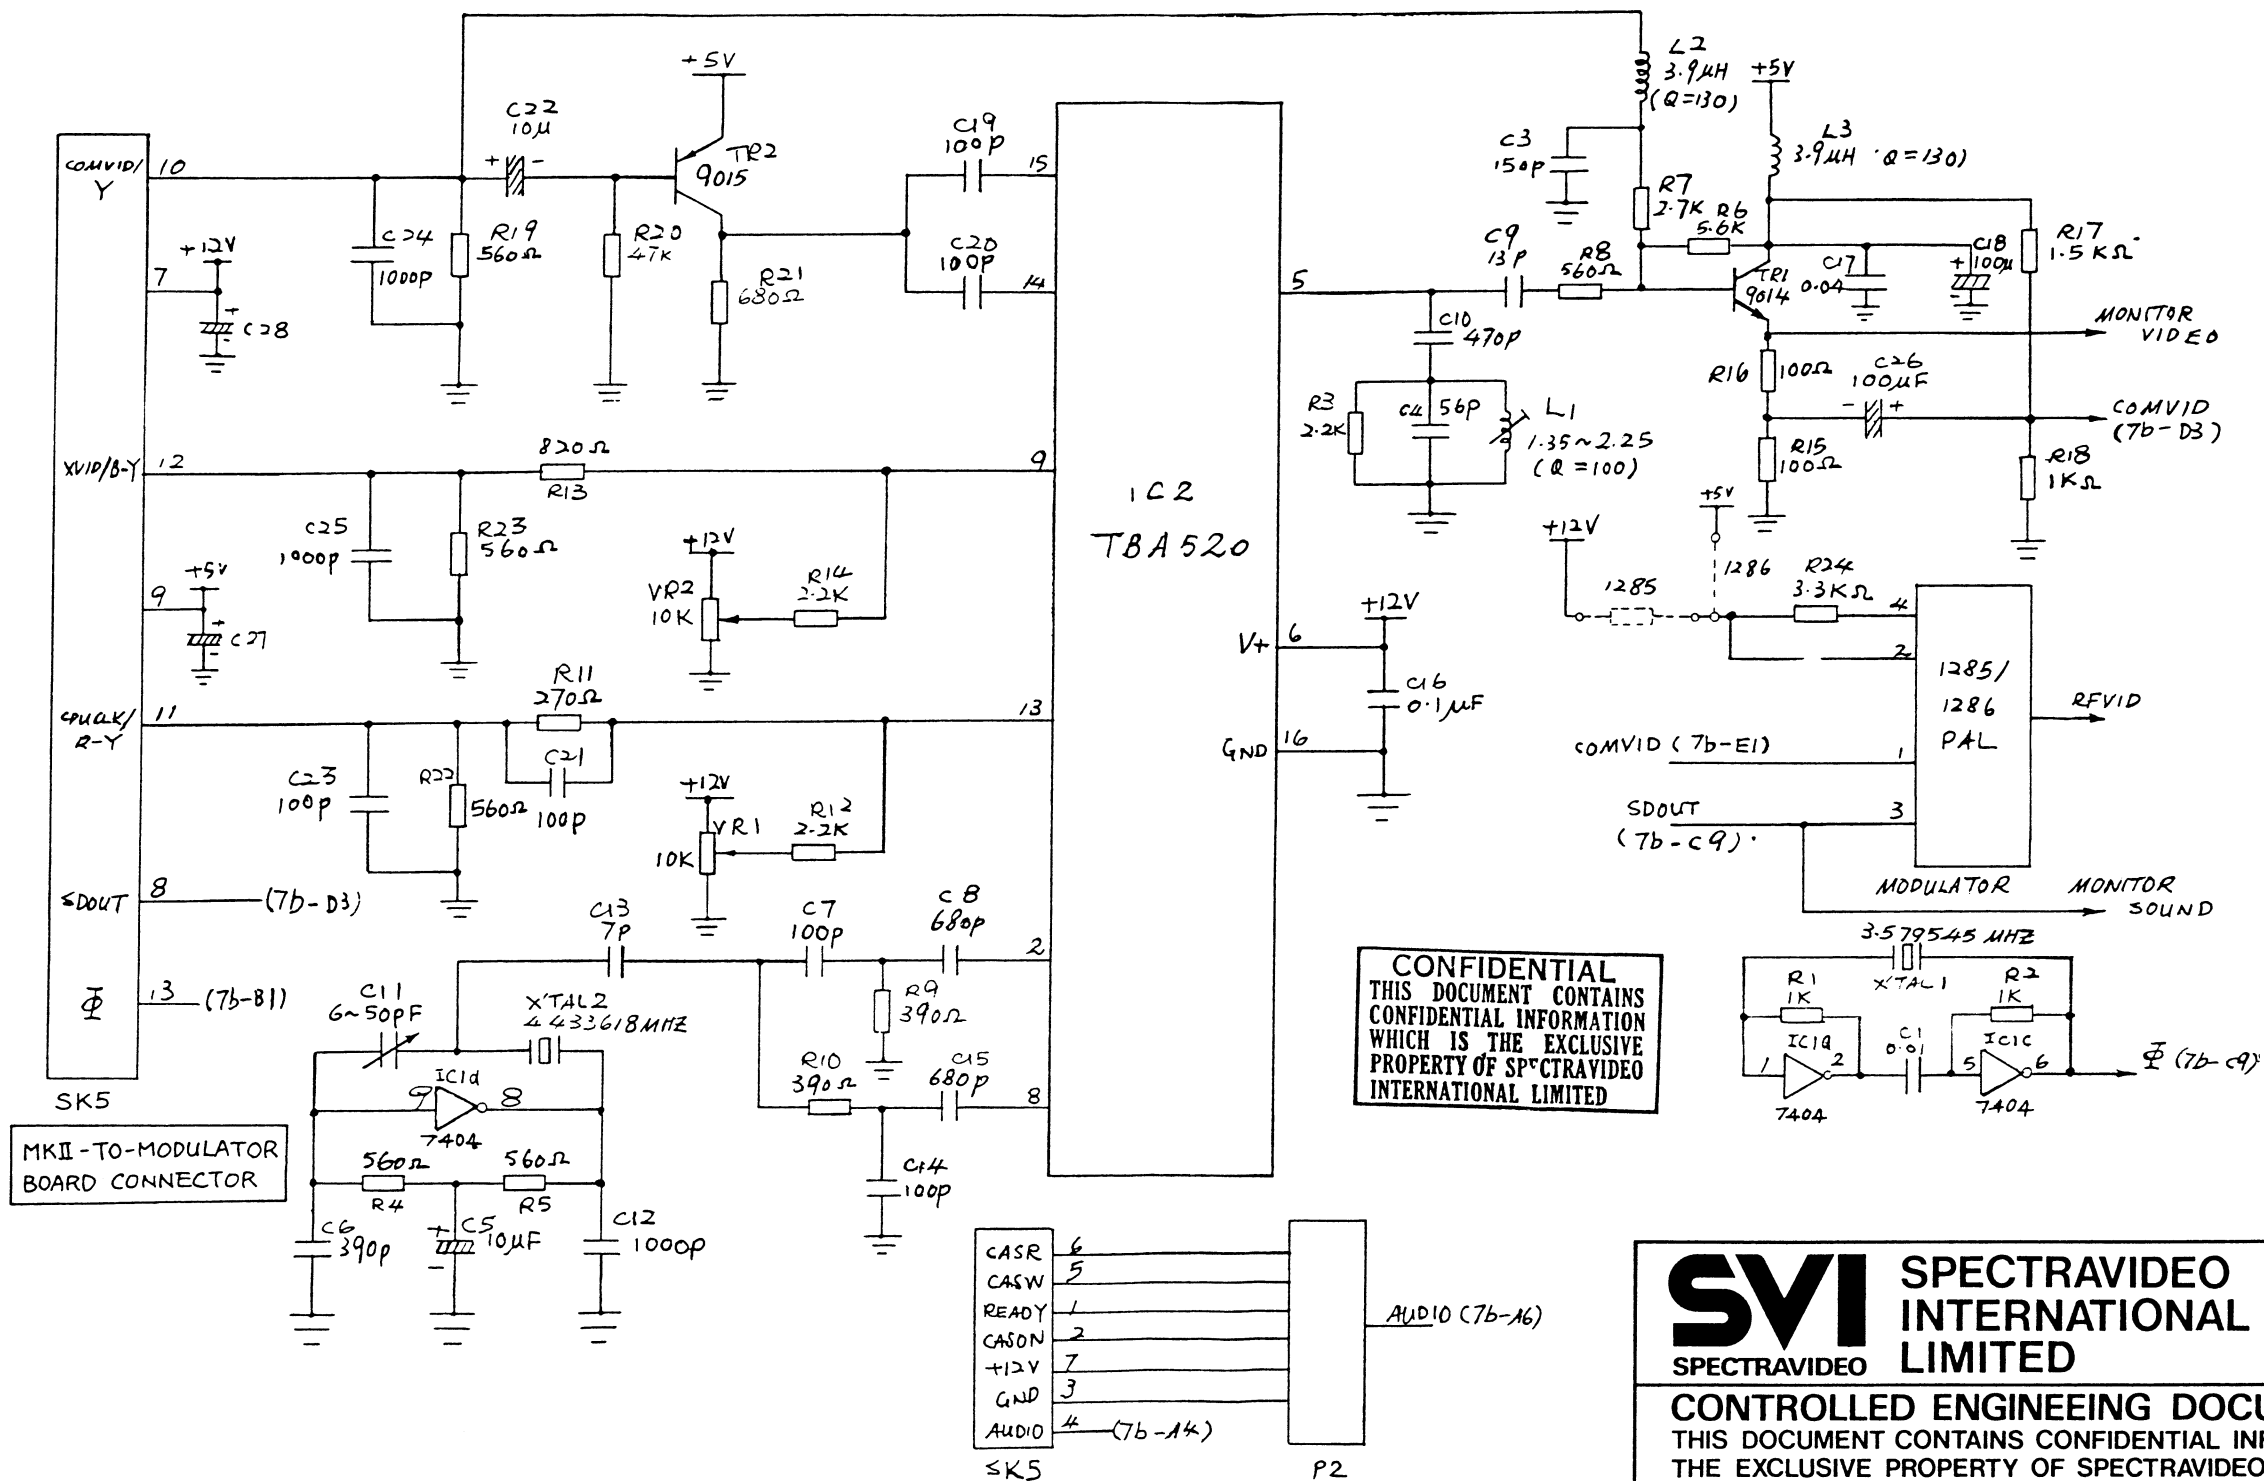 COMVID/
Y
10
+12V
7
+
-
C28
C24
1000p
R19
560Ω
C22
10µ
+ -
R20
47K
+5V
TR2
9015
R21
680Ω
C19
100p
15
C20
100p
14
XVID/B-Y
12
820Ω
R13
9
C25
1000p
R23
560Ω
+12V
VR2
10K
R14
2.2K
9
+5V
+
-
C27
CPUCLK/
R-Y
11
R11
270Ω
C21
100p
13
C23
100p
R22
560Ω
+12V
VR1
10K
R12
2.2K
SDOUT
8
(7b-D3)
Φ
13
(7b-B1)
SK5
MKII-TO-MODULATOR
BOARD CONNECTOR
C13
7p
C7
100p
C8
680p
2
R9
390Ω
R10
390Ω
C15
680p
8
C14
100p
C11
6~50pF
X'TAL2
4.433618MHZ
IC1d
9
8
7404
560Ω
R4
560Ω
R5
C6
390p
+
-
C5
10µF
C12
1000p
IC2
TBA520
5
V+
6
GND
16
+12V
C16
0.1µF
L2
3.9µH
(Q=130)
C3
150p
R7
2.7K
R6
5.6K
+5V
L3
3.9µH Q=130)
C9
13p
R8
560Ω
TR1
9014
C17
0.04
C18
100µ
+
-
R17
1.5KΩ
C10
470p
R3
2.2K
C4
56p
L1
1.35~2.25
(Q=100)
MONITOR
VIDEO
R16
100Ω
C26
100µF
- +
COMVID
(7b-D3)
R15
100Ω
R18
1KΩ
+12V
1285
+5V
1286
R24
3.3KΩ
4
2
1285/
1286
PAL
RFVID
COMVID (7b-E1)
1
SDOUT
(7b-C9)
3
MODULATOR
MONITOR
SOUND
CONFIDENTIAL
THIS DOCUMENT CONTAINS
CONFIDENTIAL INFORMATION
WHICH IS THE EXCLUSIVE
PROPERTY OF SPECTRAVIDEO
INTERNATIONAL LIMITED
3.579545 MHZ
X'TAL1
R1
1K
R2
1K
IC1a
1
2
7404
C1
0.01
IC1C
5
6
7404
Φ (7b-C9)
CASR
6
CASW
5
READY
1
CASON
2
+12V
7
GND
3
AUDIO
4
(7b-A4)
SK5
P2
AUDIO (7b-A6)
SVI
SPECTRAVIDEO
SPECTRAVIDEO
INTERNATIONAL
LIMITED
CONTROLLED ENGINEEING DOCU
THIS DOCUMENT CONTAINS CONFIDENTIAL INF
THE EXCLUSIVE PROPERTY OF SPECTRAVIDEO